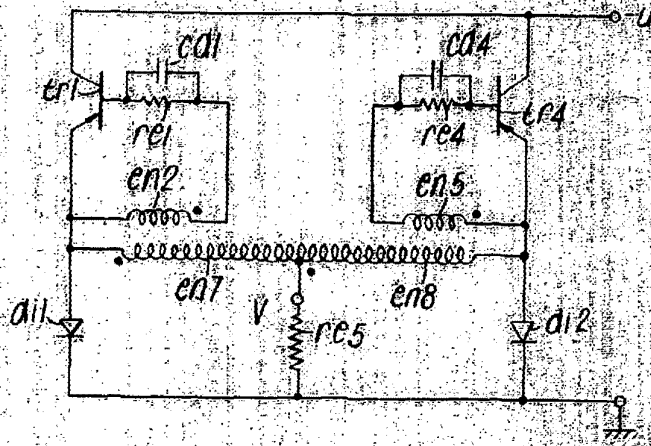 -u
cd1
cd4
tr1
re1
re4
tr4
en2
en5
en7
en8
di1
V
re5
di2